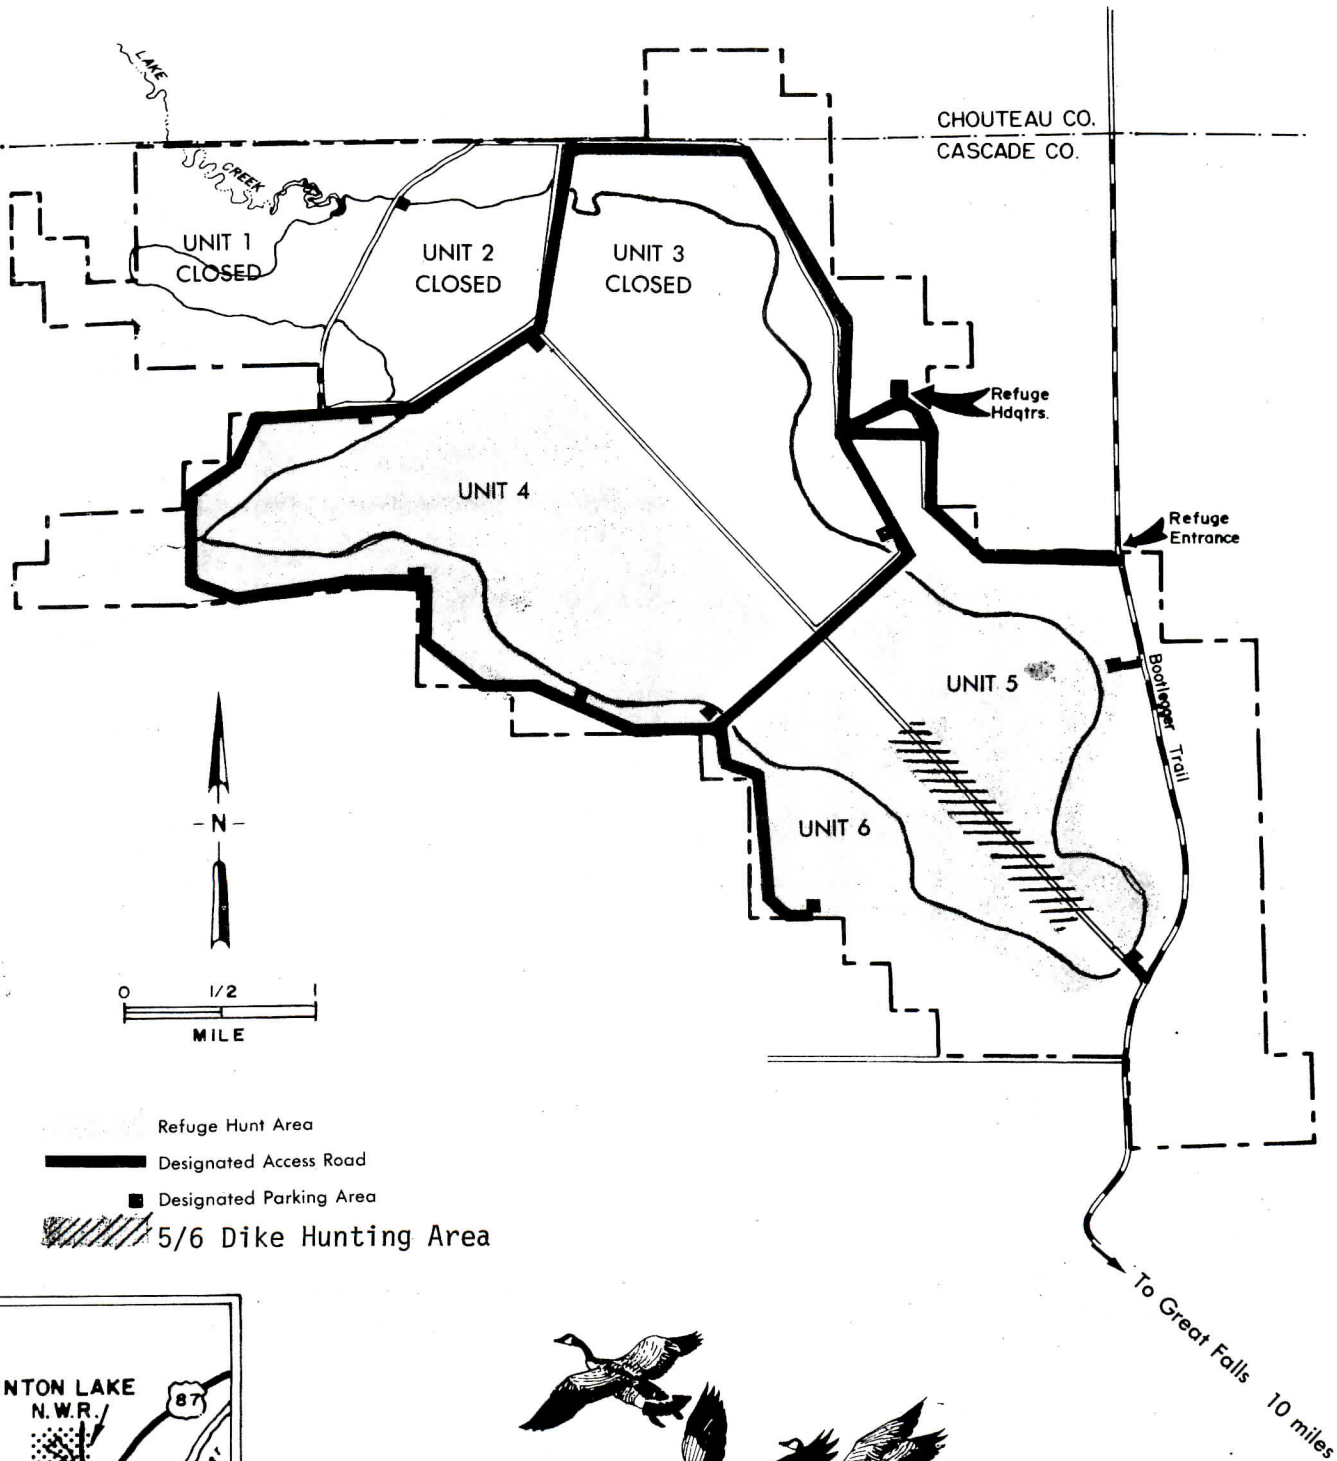 LAKE
CREEK
CHOUTEAU CO.
CASCADE CO.
UNIT 1
CLOSED
UNIT 2
CLOSED
UNIT 3
CLOSED
Refuge
Hdqtrs.
UNIT 4
Refuge
Entrance
UNIT 5
Bootlegger Trail
UNIT 6
- N -
0 1/2 1
MILE
Refuge Hunt Area
Designated Access Road
Designated Parking Area
5/6 Dike Hunting Area
To Great Falls 10 miles
NTON LAKE
N.W.R.
87